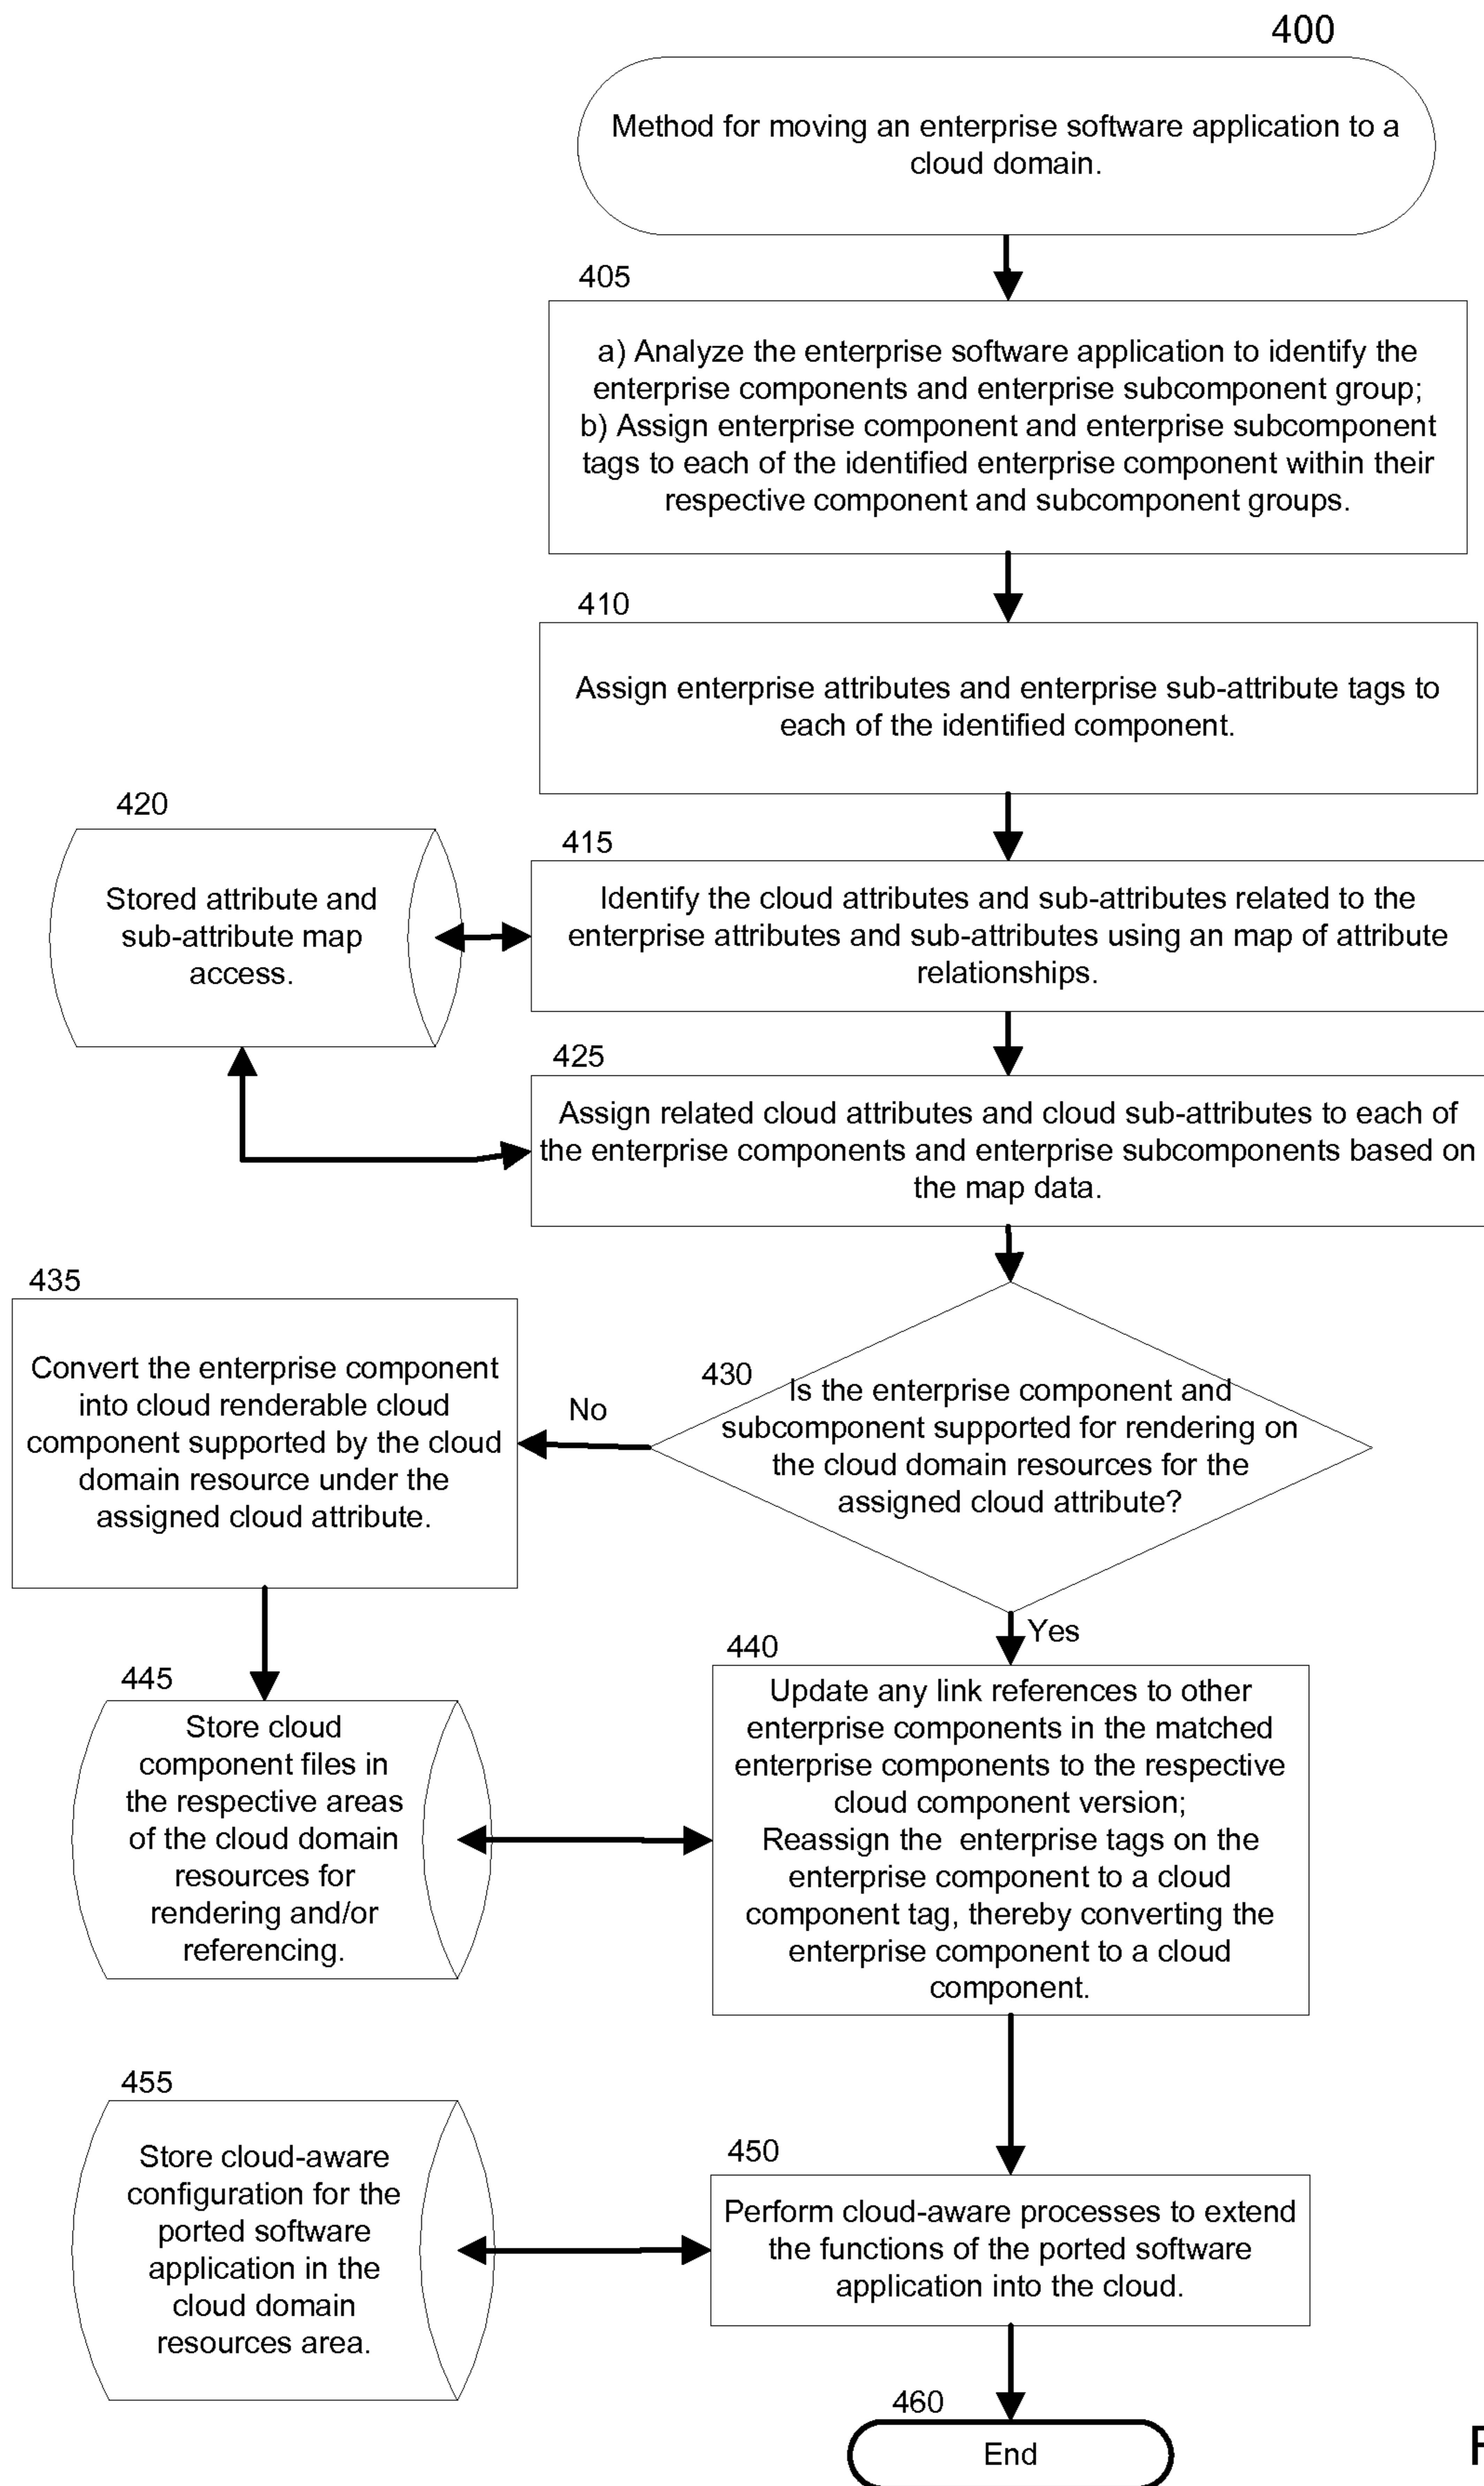 400
Method for moving an enterprise software application to a
cloud domain.
405
a) Analyze the enterprise software application to identify the
enterprise components and enterprise subcomponent group;
b) Assign enterprise component and enterprise subcomponent
tags to each of the identified enterprise component within their
respective component and subcomponent groups.
410
Assign enterprise attributes and enterprise sub-attribute tags to
each of the identified component.
420
Stored attribute and
sub-attribute map
access.
415
Identify the cloud attributes and sub-attributes related to the
enterprise attributes and sub-attributes using an map of attribute
relationships.
425
Assign related cloud attributes and cloud sub-attributes to each of
the enterprise components and enterprise subcomponents based on
the map data.
430
Is the enterprise component and
subcomponent supported for rendering on
the cloud domain resources for the
assigned cloud attribute?
No
435
Convert the enterprise component
into cloud renderable cloud
component supported by the cloud
domain resource under the
assigned cloud attribute.
Yes
440
Update any link references to other
enterprise components in the matched
enterprise components to the respective
cloud component version;
Reassign the enterprise tags on the
enterprise component to a cloud
component tag, thereby converting the
enterprise component to a cloud
component.
445
Store cloud
component files in
the respective areas
of the cloud domain
resources for
rendering and/or
referencing.
450
Perform cloud-aware processes to extend
the functions of the ported software
application into the cloud.
455
Store cloud-aware
configuration for the
ported software
application in the
cloud domain
resources area.
460
End